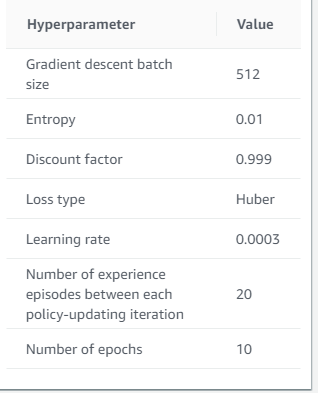 Hyperparameter Value
Gradient descent batch
size 512
Entropy 0.01
Discount factor 0.999
Loss type Huber
Learning rate 0.0003
Number of experience
episodes between each 20
policy-updating iteration
Number of epochs 10